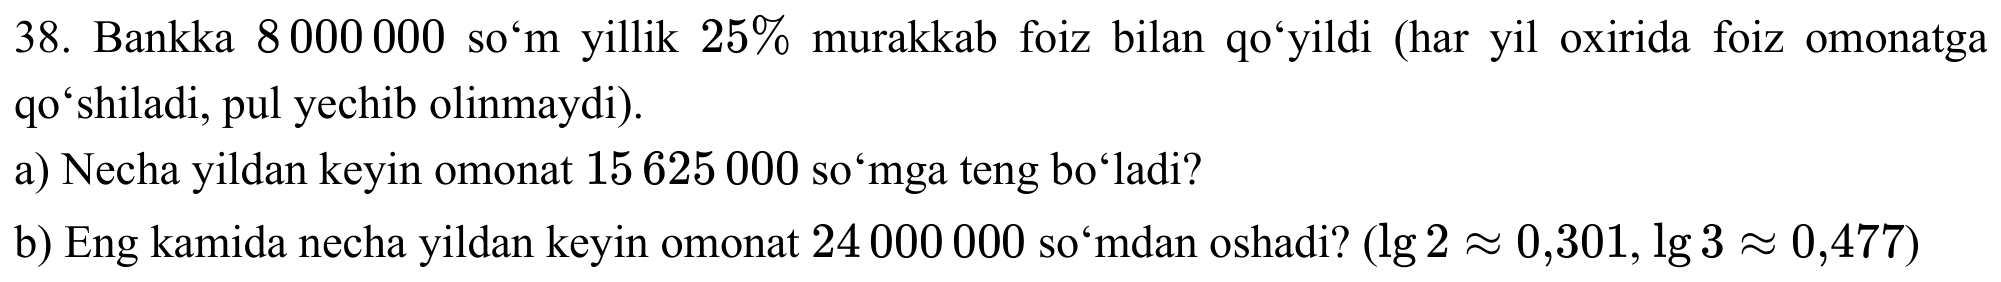 38. Bankka 8 000 000 so‘m yillik 25% murakkab foiz bilan qo‘yildi (har yil oxirida foiz omonatga
qo‘shiladi, pul yechib olinmaydi).
a) Necha yildan keyin omonat 15 625 000 so‘mga teng bo‘ladi?
b) Eng kamida necha yildan keyin omonat 24 000 000 so‘mdan oshadi? (lg 2 ≈ 0,301, lg 3 ≈ 0,477)